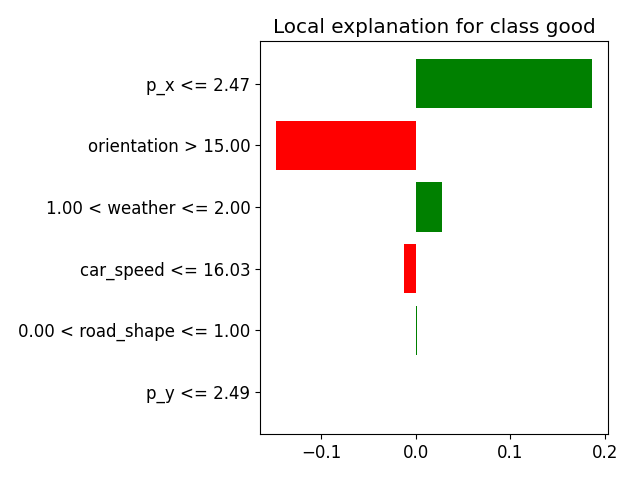 Local explanation for class good
p_x <= 2.47
orientation > 15.00
1.00 < weather <= 2.00
car_speed <= 16.03
0.00 < road_shape <= 1.00
p_y <= 2.49
−0.1 0.0 0.1 0.2